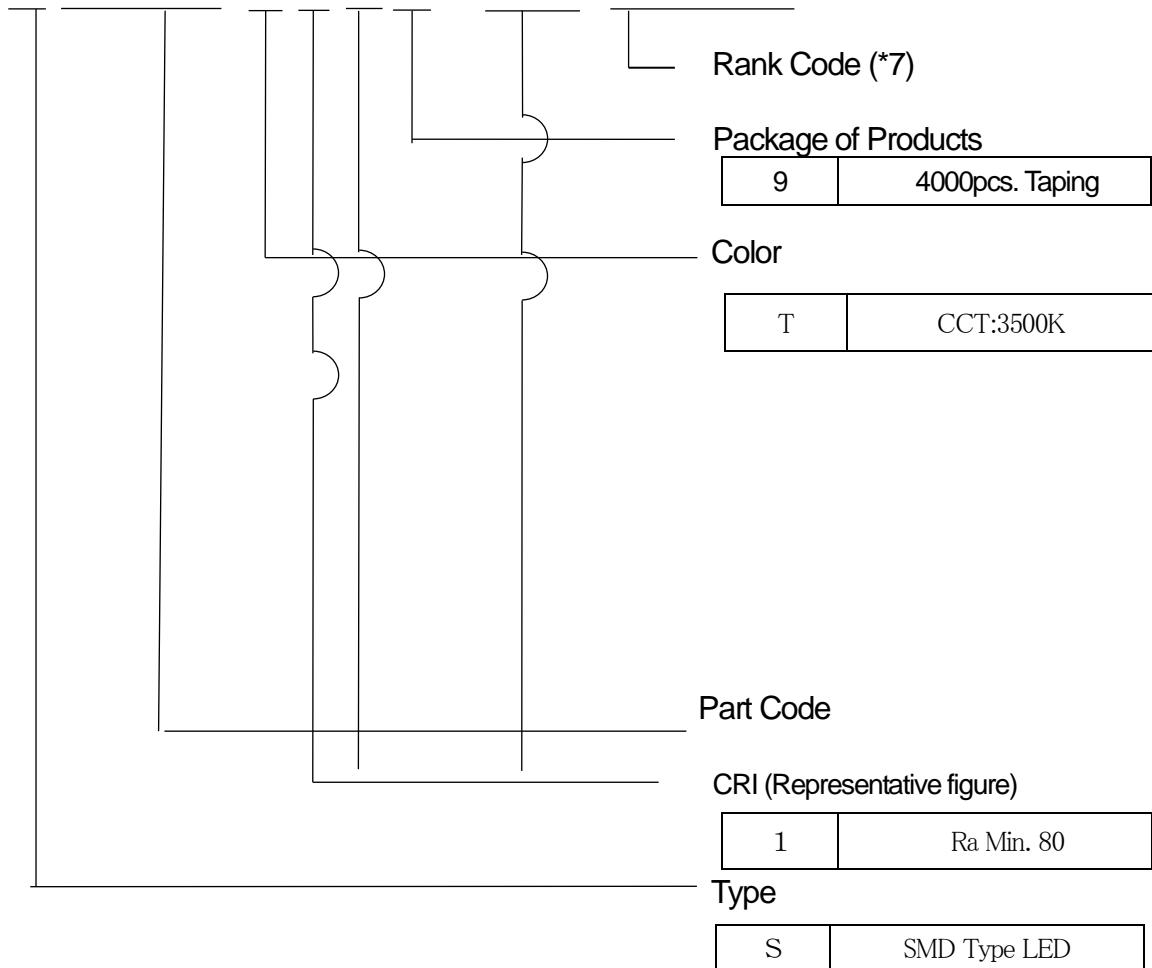 Rank Code (*7)
Package of Products
9 4000pcs. Taping
Color
T CCT:3500K
Part Code
CRI (Representative figure)
1 Ra Min. 80
Type
S SMD Type LED